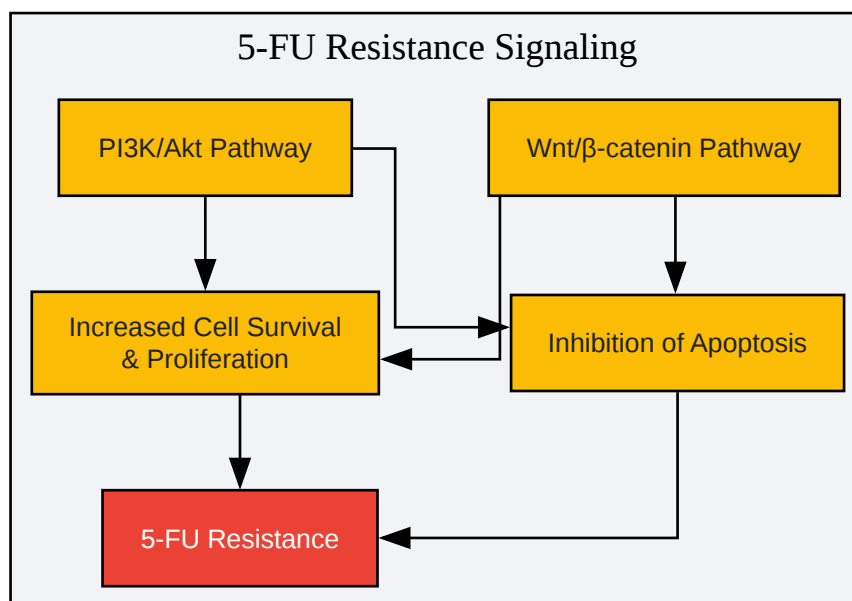 5-FU Resistance Signaling
PI3K/Akt Pathway
Wnt/β-catenin Pathway
Increased Cell Survival
& Proliferation
Inhibition of Apoptosis
5-FU Resistance